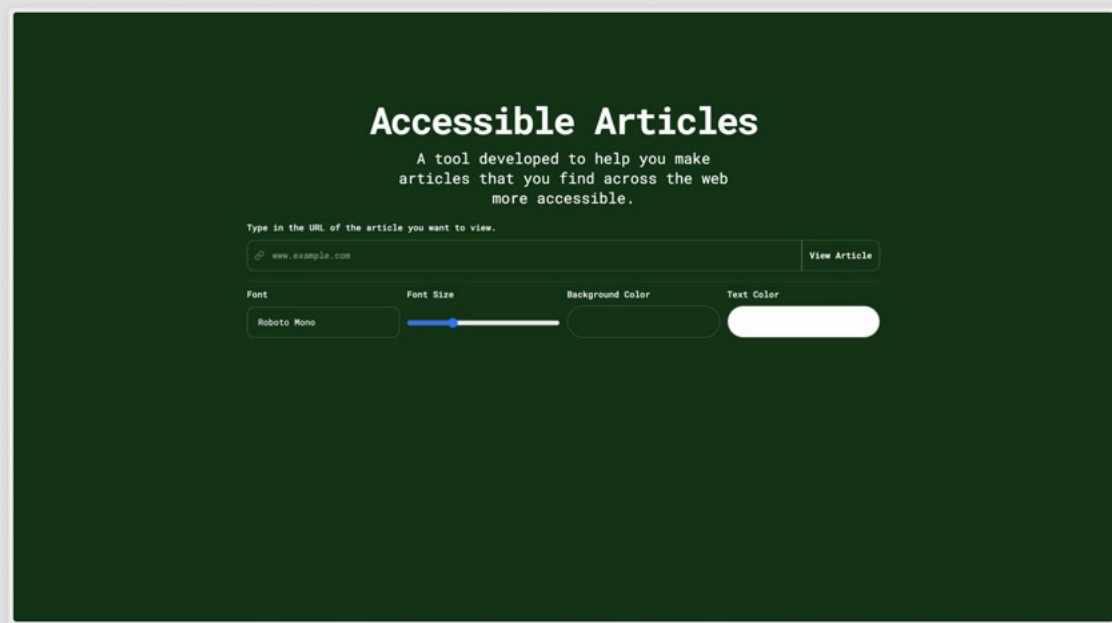 Accessible Articles
A tool developed to help you make
articles that you find across the web
more accessible.
Type in the URL of the article you want to view.
www.example.com
View Article
Font
Font Size
Background Color
Text Color
Roboto Mono